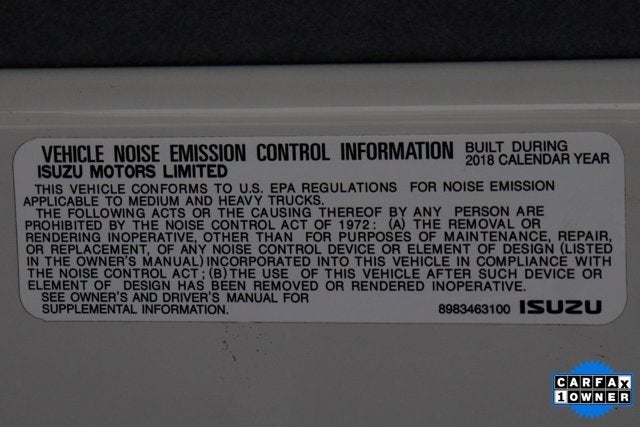 VEHICLE NOISE EMISSION CONTROL INFORMATION BUILT DURING
ISUZU MOTORS LIMITED 2018 CALENDAR YEAR
THIS VEHICLE CONFORMS TO U.S. EPA REGULATIONS FOR NOISE EMISSION
APPLICABLE TO MEDIUM AND HEAVY TRUCKS.
THE FOLLOWING ACTS OR THE CAUSING THEREOF BY ANY PERSON ARE
PROHIBITED BY THE NOISE CONTROL ACT OF 1972: (A) THE REMOVAL OR
RENDERING INOPERATIVE, OTHER THAN FOR PURPOSES OF MAINTENANCE, REPAIR,
OR REPLACEMENT, OF ANY NOISE CONTROL DEVICE OR ELEMENT OF DESIGN (LISTED
IN THE OWNER'S MANUAL) INCORPORATED INTO THIS VEHICLE IN COMPLIANCE WITH
THE NOISE CONTROL ACT; (B) THE USE OF THIS VEHICLE AFTER SUCH DEVICE OR
ELEMENT OF DESIGN HAS BEEN REMOVED OR RENDERED INOPERATIVE.
SEE OWNER'S AND DRIVER'S MANUAL FOR
SUPPLEMENTAL INFORMATION. 8983463100 ISUZU
CARFAX
1 OWNER